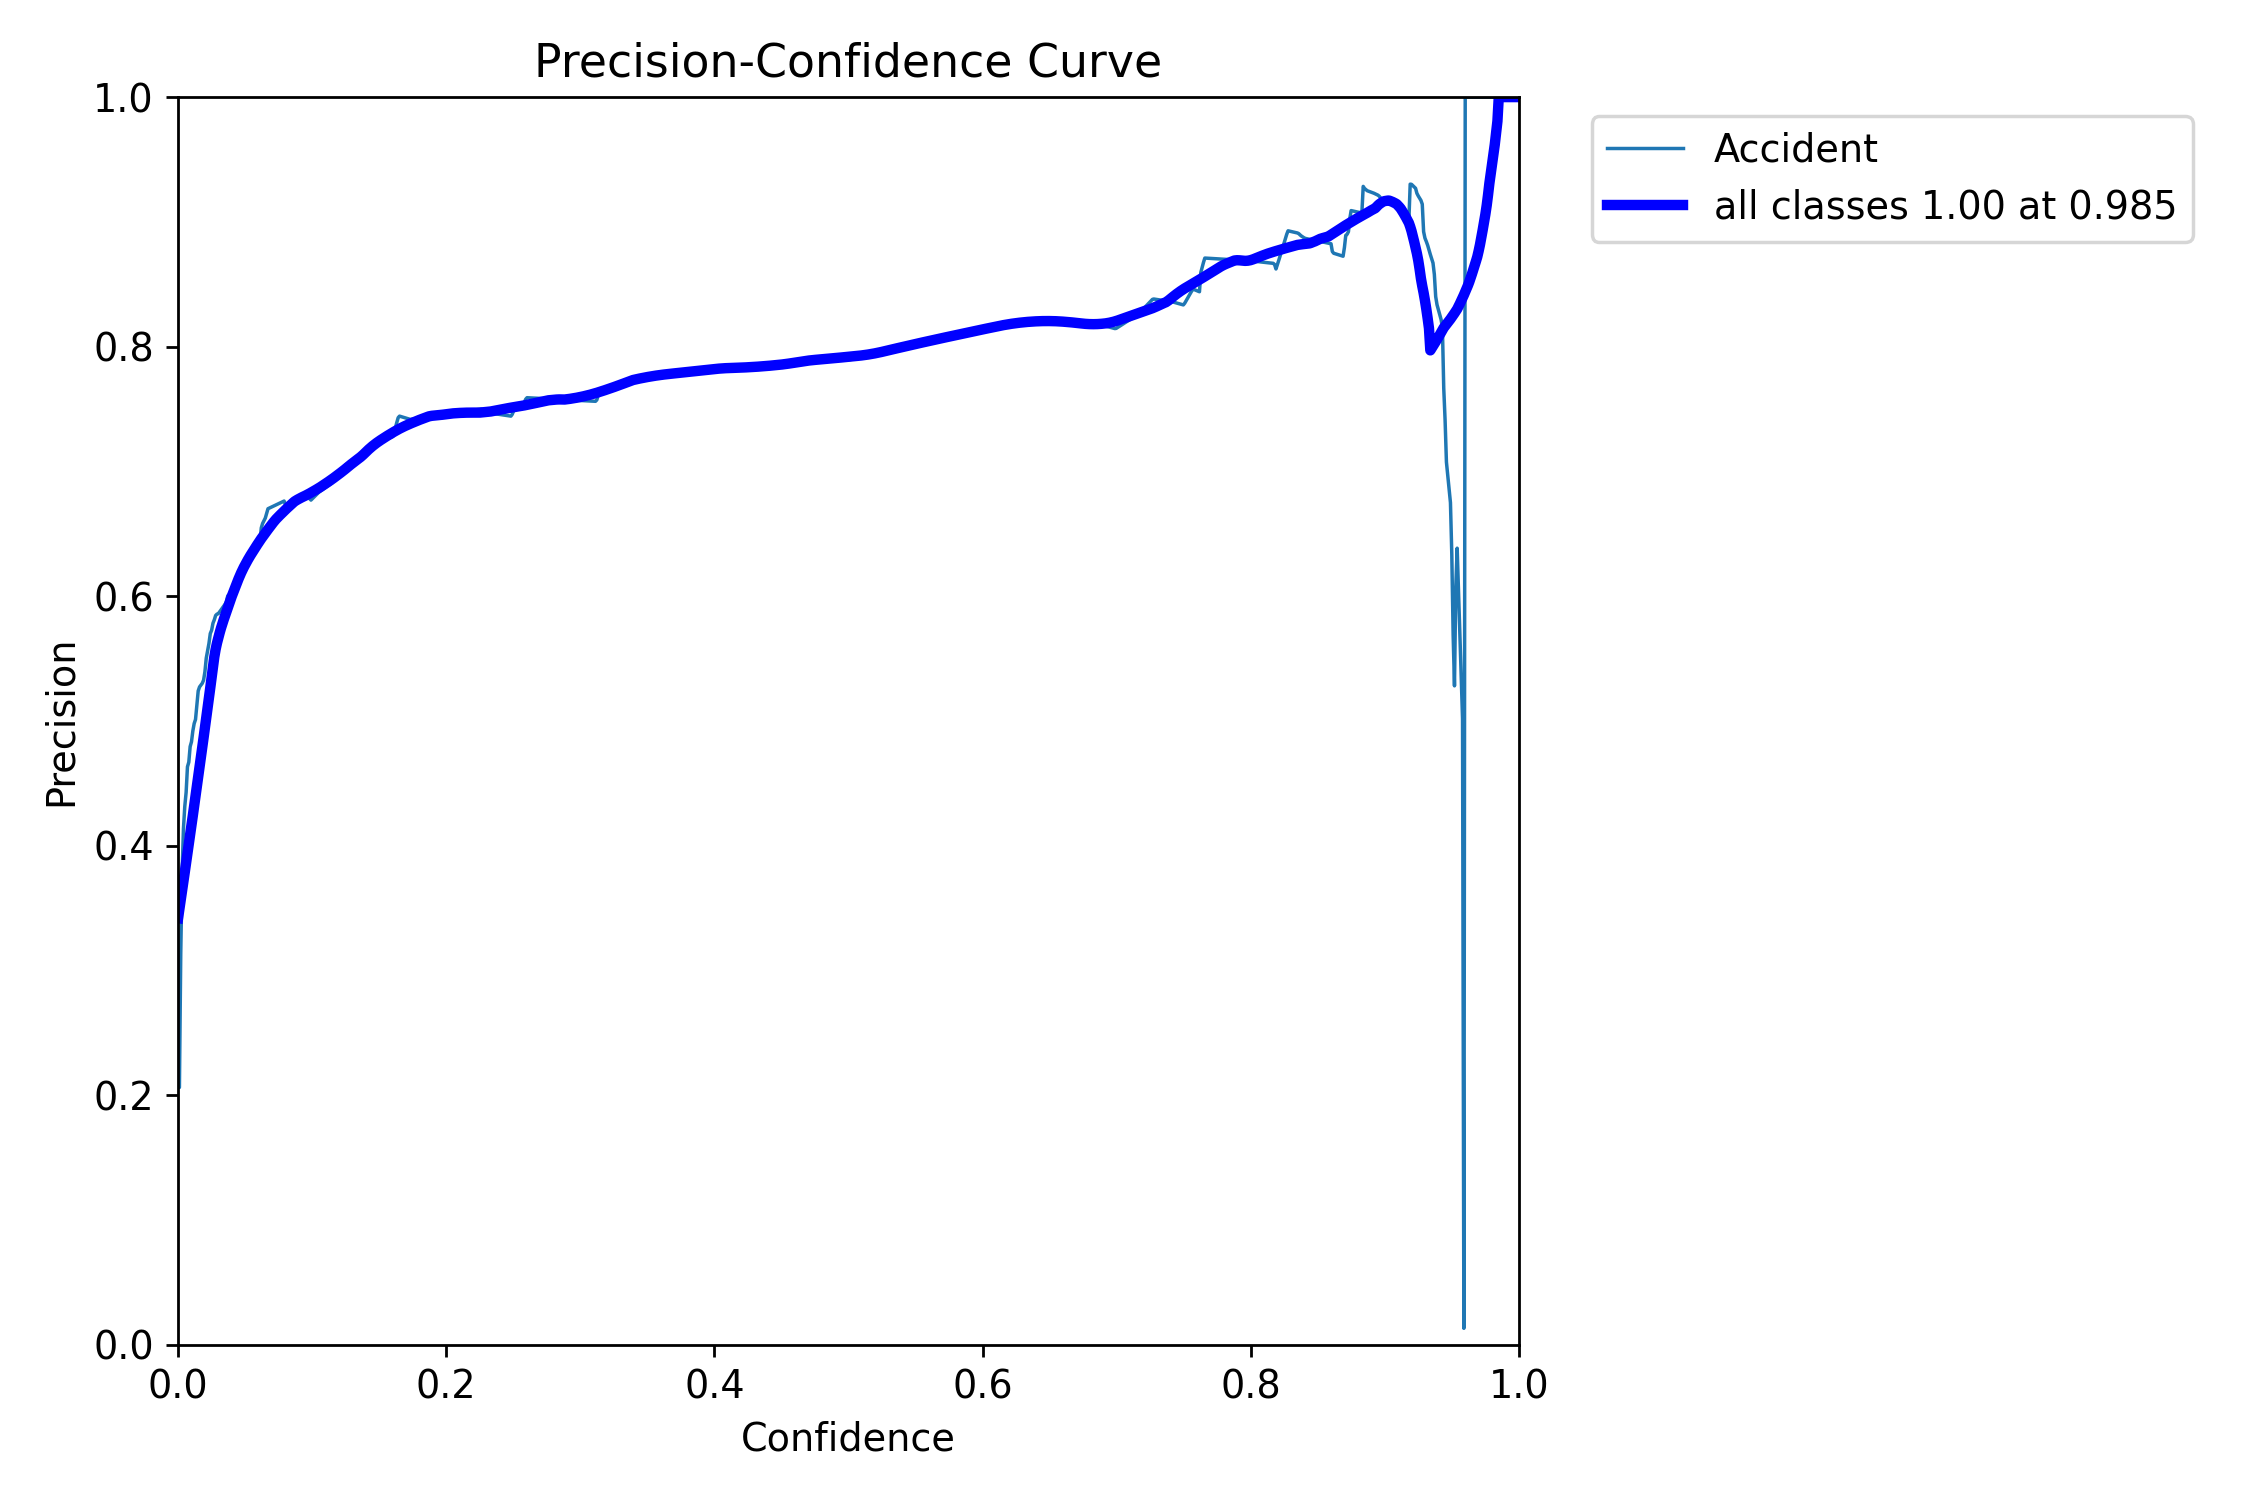 Precision-Confidence Curve
1.0
0.8
0.6
0.4
0.2
0.0
Precision
0.0 0.2 0.4 0.6 0.8 1.0
Confidence
Accident
all classes 1.00 at 0.985